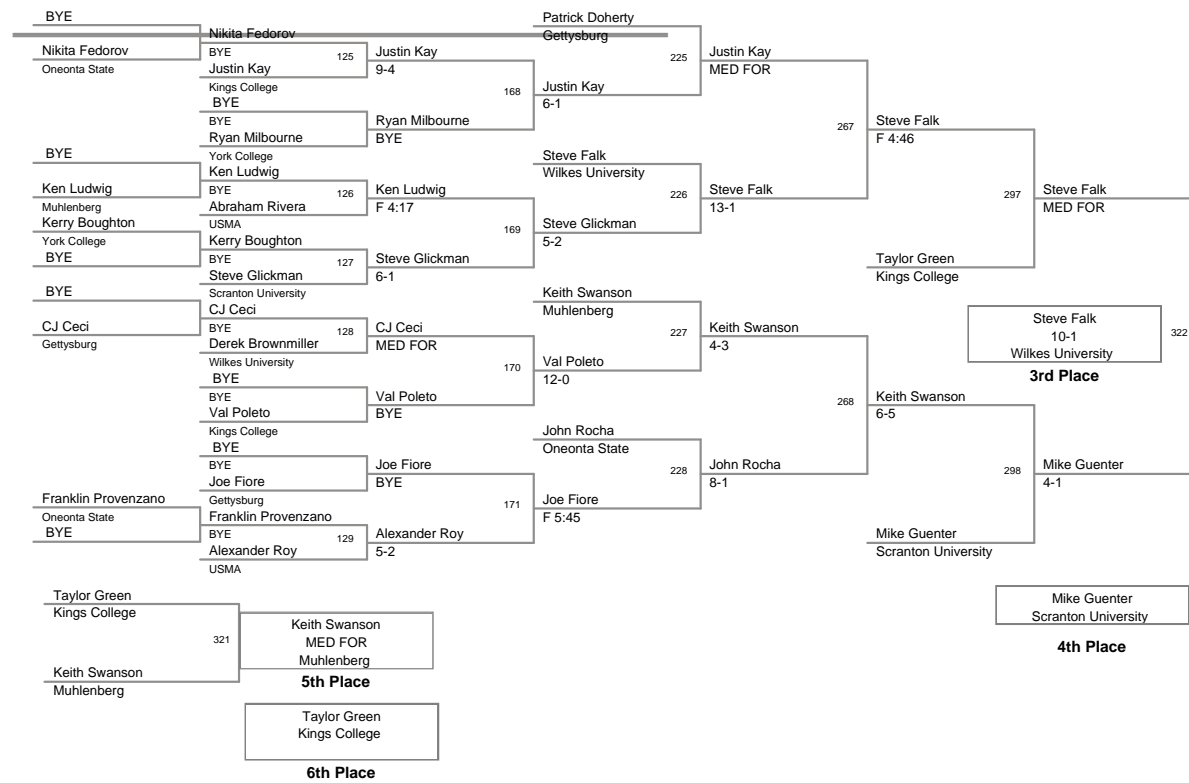 BYE
Nikita Fedorov
Oneonta State
BYE
Ken Ludwig
Muhlenberg
Kerry Boughton
York College
BYE
BYE
CJ Ceci
Gettysburg
Franklin Provenzano
Oneonta State
BYE
Nikita Fedorov
BYE
125
Justin Kay
Kings College
BYE
BYE
Ryan Milbourne
York College
Ken Ludwig
BYE
126
Abraham Rivera
USMA
Kerry Boughton
BYE
127
Steve Glickman
Scranton University
CJ Ceci
BYE
128
Derek Brownmiller
Wilkes University
BYE
BYE
Val Poleto
Kings College
BYE
BYE
Joe Fiore
Gettysburg
Franklin Provenzano
BYE
129
Alexander Roy
USMA
Justin Kay
9-4
168
Ryan Milbourne
BYE
Ken Ludwig
F 4:17
169
Steve Glickman
6-1
CJ Ceci
MED FOR
170
Val Poleto
BYE
Joe Fiore
BYE
171
Alexander Roy
5-2
Patrick Doherty
Gettysburg
225
Justin Kay
6-1
Steve Falk
Wilkes University
226
Steve Glickman
5-2
Keith Swanson
Muhlenberg
227
Val Poleto
12-0
John Rocha
Oneonta State
228
Joe Fiore
F 5:45
Justin Kay
MED FOR
267
Steve Falk
13-1
Keith Swanson
4-3
268
John Rocha
8-1
Steve Falk
F 4:46
297
Taylor Green
Kings College
Keith Swanson
6-5
298
Mike Guenter
Scranton University
Steve Falk
MED FOR
Steve Falk
10-1
Wilkes University
322
3rd Place
Mike Guenter
4-1
Mike Guenter
Scranton University
4th Place
Taylor Green
Kings College
321
Keith Swanson
Muhlenberg
Keith Swanson
MED FOR
Muhlenberg
5th Place
Taylor Green
Kings College
6th Place